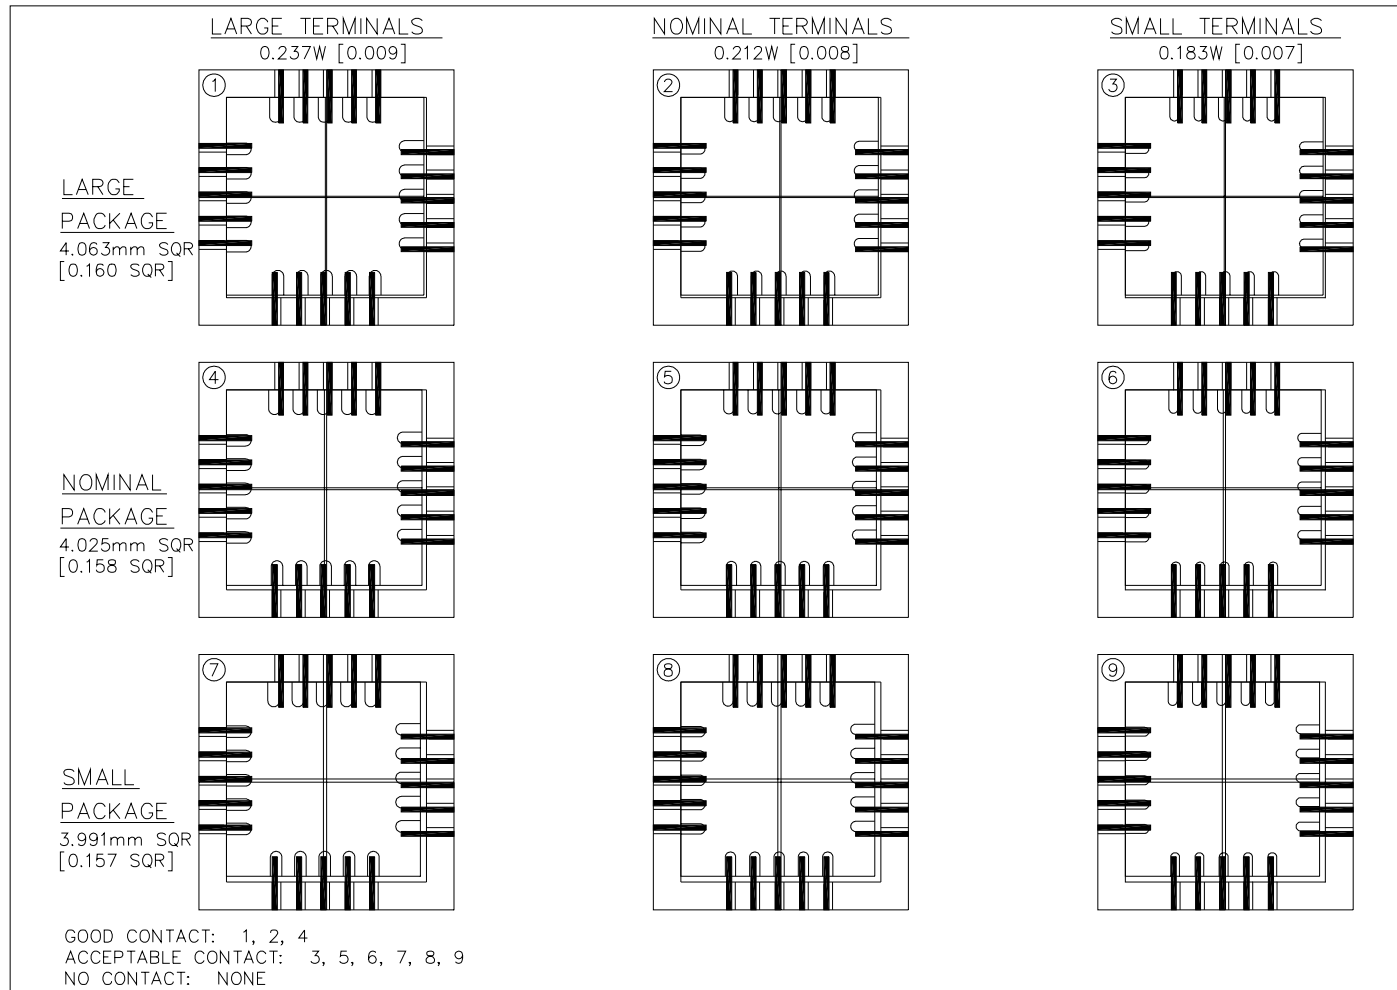 LARGE TERMINALS
0.237W [0.009]
NOMINAL TERMINALS
0.212W [0.008]
SMALL TERMINALS
0.183W [0.007]
1
2
3
LARGE
PACKAGE
4.063mm SQR
[0.160 SQR]
4
5
6
NOMINAL
PACKAGE
4.025mm SQR
[0.158 SQR]
7
8
9
SMALL
PACKAGE
3.991mm SQR
[0.157 SQR]
GOOD CONTACT: 1, 2, 4
ACCEPTABLE CONTACT: 3, 5, 6, 7, 8, 9
NO CONTACT: NONE